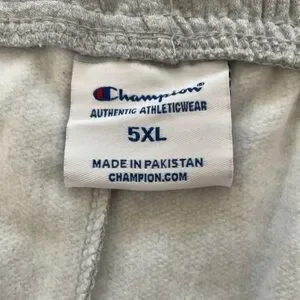 Champion®
AUTHENTIC ATHLETICWEAR
5XL
MADE IN PAKISTAN
CHAMPION.COM